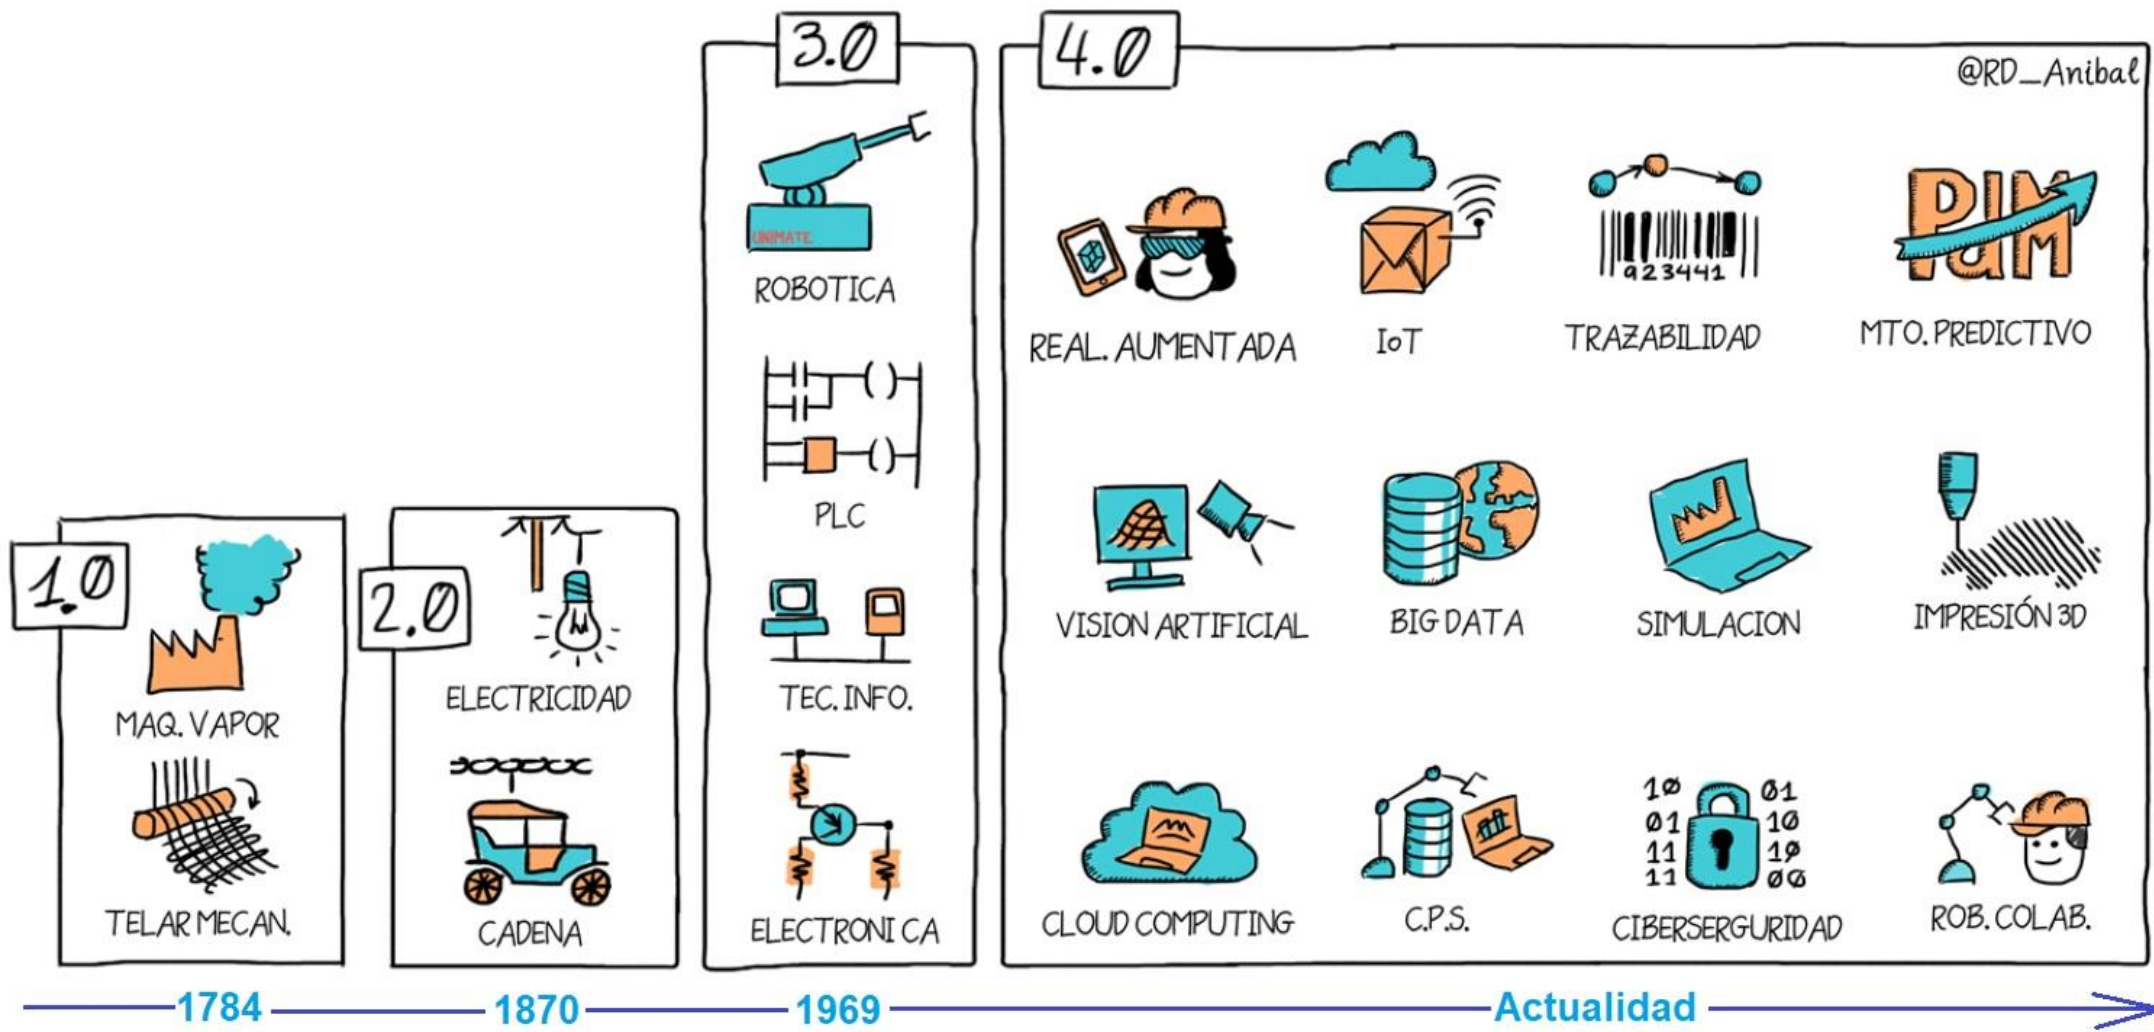 1.0
MAQ. VAPOR
TELAR MECAN.
2.0
ELECTRICIDAD
CADENA
3.0
UNIMATE
ROBOTICA
PLC
TEC. INFO.
ELECTRONICA
4.0
@RD_Anibal
REAL. AUMENTADA
IoT
923441
TRAZABILIDAD
PdM
MTO. PREDICTIVO
VISION ARTIFICIAL
BIG DATA
SIMULACION
IMPRESIÓN 3D
CLOUD COMPUTING
C.P.S.
10 01
01 10
11 10
11 00
CIBERSERGURIDAD
ROB. COLAB.
1784 1870 1969 Actualidad